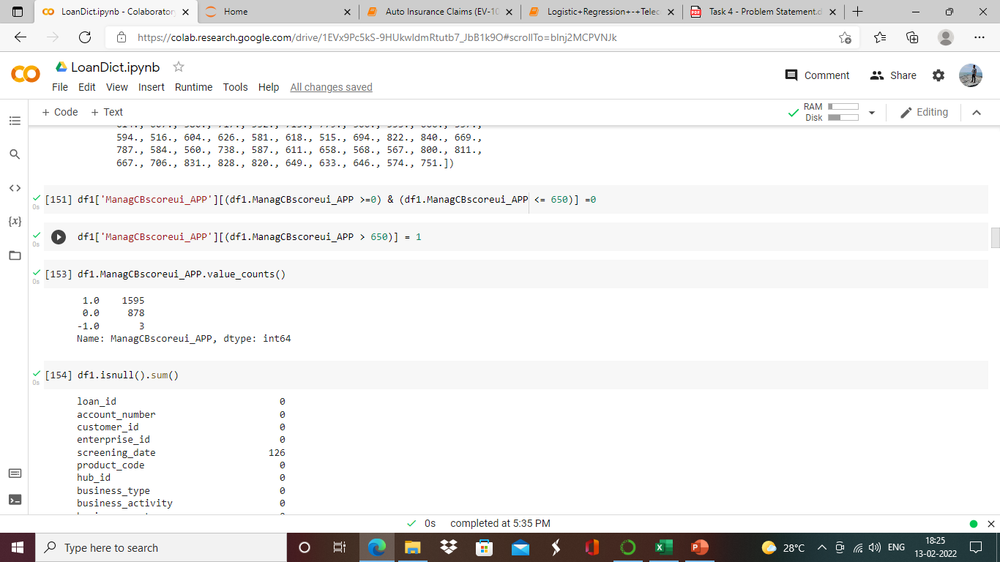 LoanDict.ipynb - Colaborator
Home
Auto Insurance Claims (EV-10
Logistic+Regression+-+Telec
Task 4 - Problem Statement.d
https://colab.research.google.com/drive/1EVx9Pc5kS-9HUkwIdmRtutb7_JbB1k9O#scrollTo=bInj2MCPVNJk
LoanDict.ipynb
Comment
Share
File Edit View Insert Runtime Tools Help All changes saved
+ Code + Text
RAM
Disk
Editing
594., 516., 604., 626., 581., 618., 515., 694., 822., 840., 669.,
787., 584., 560., 738., 587., 611., 658., 568., 567., 800., 811.,
667., 706., 831., 828., 820., 649., 633., 646., 574., 751.])
[151] df1['ManagCBscoreui_APP'][(df1.ManagCBscoreui_APP >=0) & (df1.ManagCBscoreui_APP <= 650)] =0
0s
df1['ManagCBscoreui_APP'][(df1.ManagCBscoreui_APP > 650)] = 1
0s
[153] df1.ManagCBscoreui_APP.value_counts()
0s
1.0 1595
0.0 878
-1.0 3
Name: ManagCBscoreui_APP, dtype: int64
[154] df1.isnull().sum()
0s
loan_id 0
account_number 0
customer_id 0
enterprise_id 0
screening_date 126
product_code 0
hub_id 0
business_type 0
business_activity 0
0s completed at 5:35 PM
Type here to search
28°C
ENG
18:25
13-02-2022